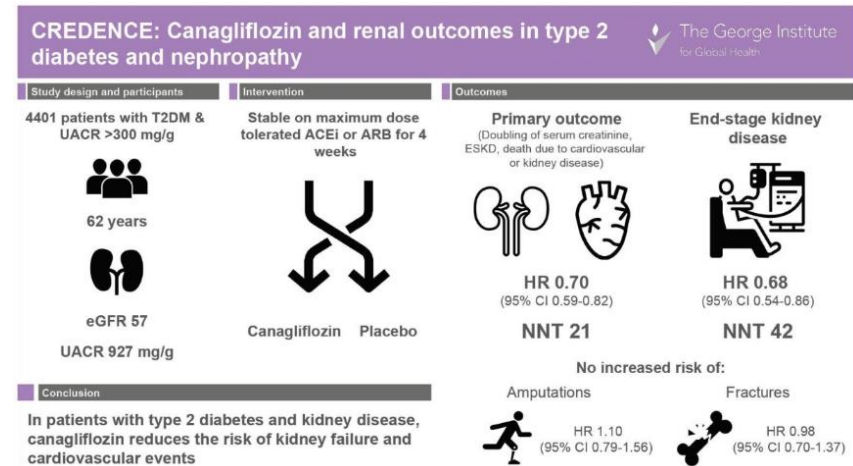 CREDENCE: Canagliflozin and renal outcomes in type 2
diabetes and nephropathy
The George Institute
for Global Health
Study design and participants
4401 patients with T2DM &
UACR >300 mg/g
62 years
eGFR 57
UACR 927 mg/g
Intervention
Stable on maximum dose
tolerated ACEi or ARB for 4
weeks
Canagliflozin Placebo
Outcomes
Primary outcome
(Doubling of serum creatinine,
ESKD, death due to cardiovascular
or kidney disease)
HR 0.70
(95% CI 0.59-0.82)
NNT 21
End-stage kidney
disease
HR 0.68
(95% CI 0.54-0.86)
NNT 42
No increased risk of:
Amputations
HR 1.10
(95% CI 0.79-1.56)
Fractures
HR 0.98
(95% CI 0.70-1.37)
Conclusion
In patients with type 2 diabetes and kidney disease,
canagliflozin reduces the risk of kidney failure and
cardiovascular events